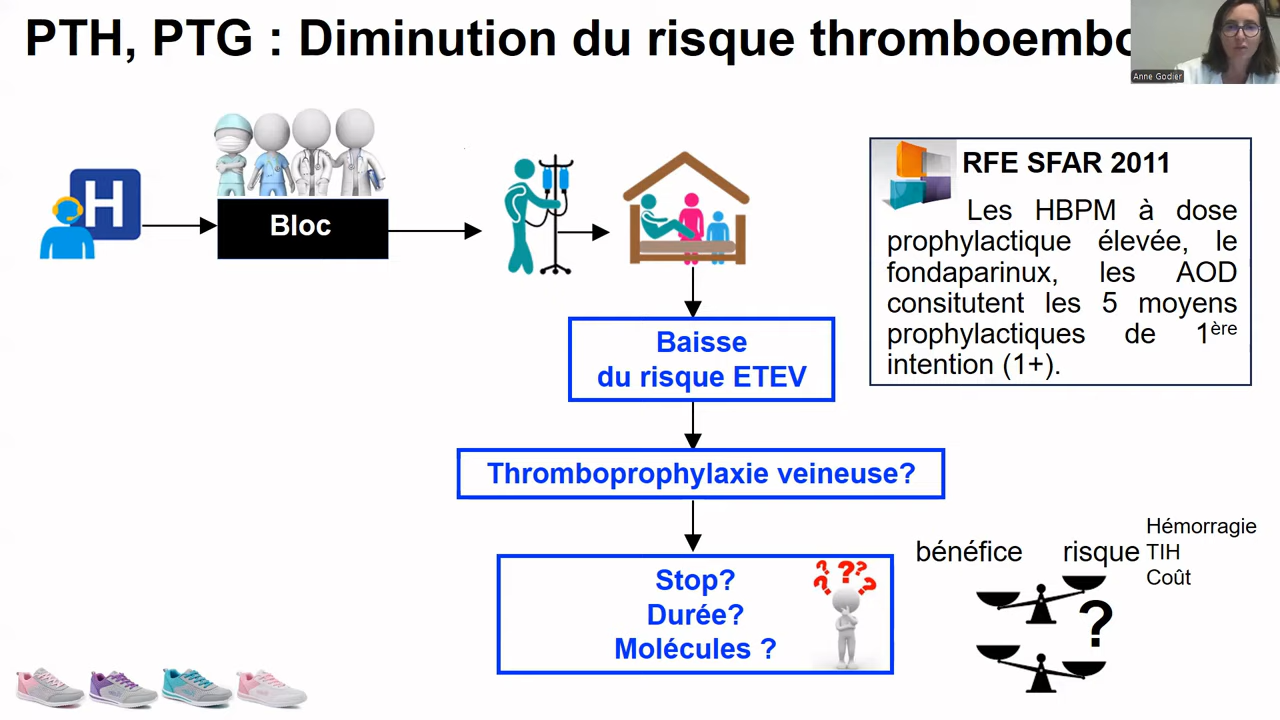 PTH, PTG : Diminution du risque thromboembo
Anne Godier
H
Bloc
RFE SFAR 2011
Les HBPM à dose
prophylactique élevée, le
fondaparinux, les AOD
consitutent les 5 moyens
prophylactiques de 1ère
intention (1+).
Baisse
du risque ETEV
Thromboprophylaxie veineuse?
Stop?
Durée?
Molécules ?
? ? ? ? ?
bénéfice risque
Hémorragie
TIH
Coût
?